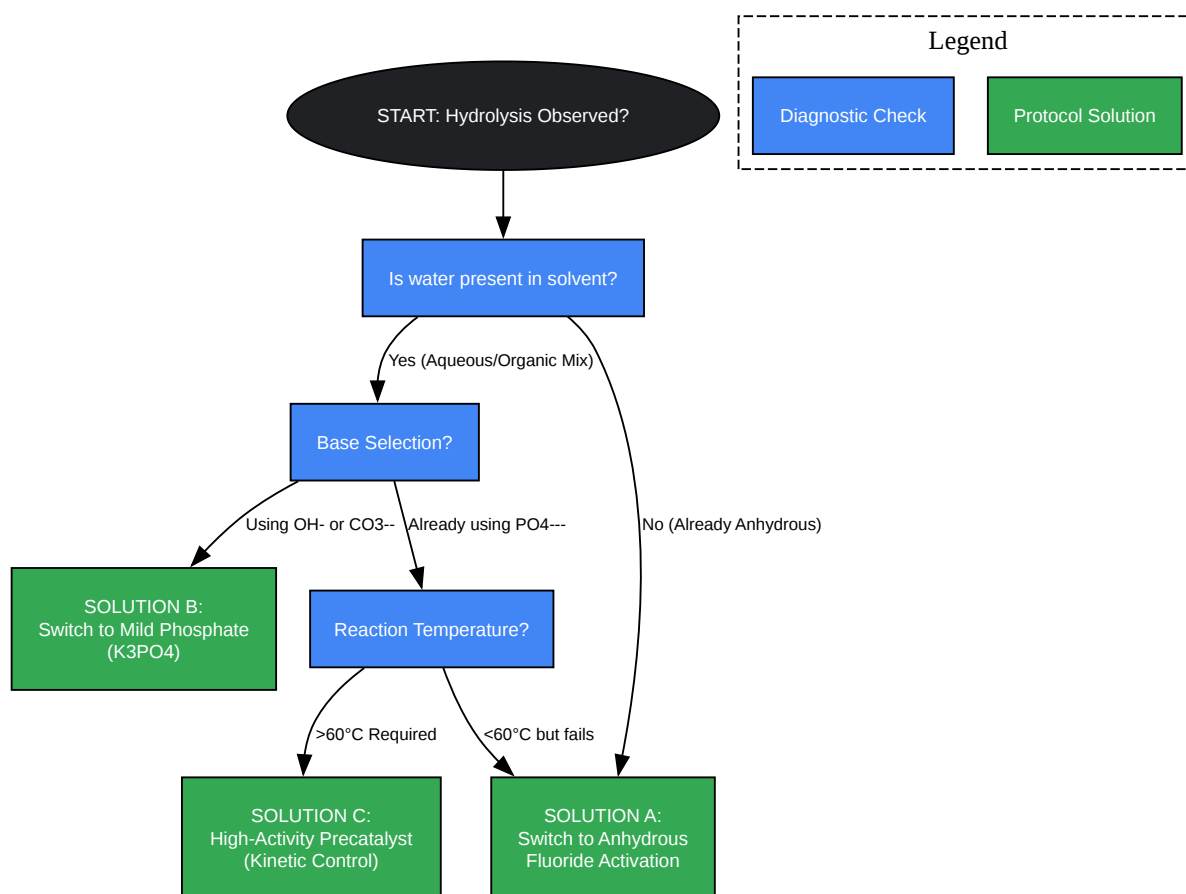 Legend
Diagnostic Check
Protocol Solution
START: Hydrolysis Observed?
Is water present in solvent?
Yes (Aqueous/Organic Mix)
Base Selection?
Using OH- or CO3--
Already using PO4---
No (Already Anhydrous)
SOLUTION B:
Switch to Mild Phosphate
(K3PO4)
Reaction Temperature?
>60°C Required
<60°C but fails
SOLUTION C:
High-Activity Precatalyst
(Kinetic Control)
SOLUTION A:
Switch to Anhydrous
Fluoride Activation